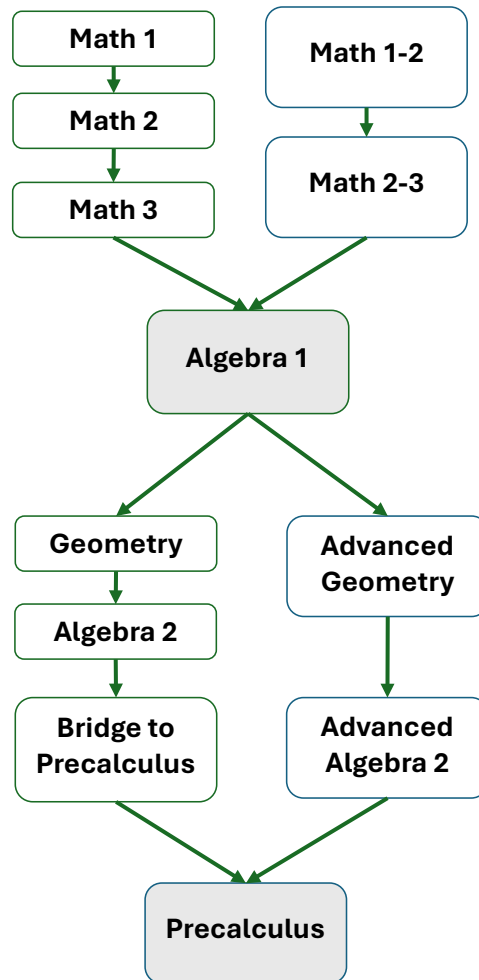 Math 1
Math 1-2
Math 2
Math 2-3
Math 3
Algebra 1
Geometry
Advanced
Geometry
Algebra 2
Bridge to
Precalculus
Advanced
Algebra 2
Precalculus